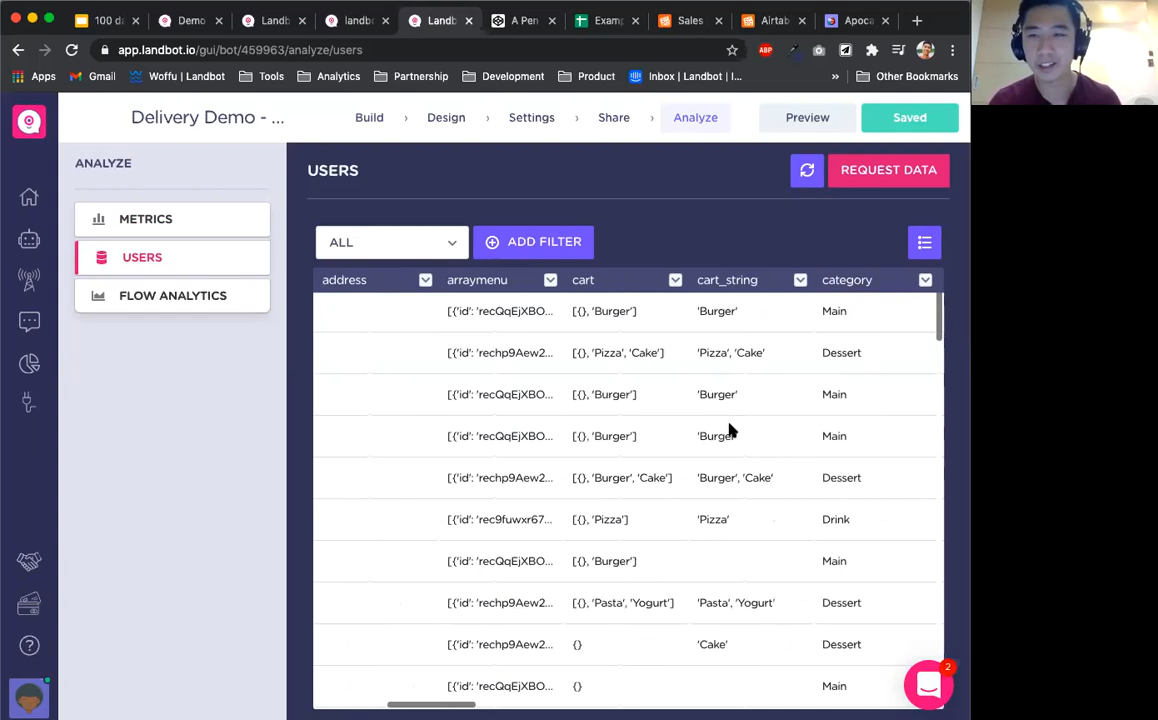 100 da
Demo
Landb
landbo
Landb
A Pen
Examp
Sales
Airtab
Apoca
app.landbot.io/gui/bot/459963/analyze/users
ABP
Apps
Gmail
Woffu | Landbot
Tools
Analytics
Partnership
Development
Product
Inbox | Landbot | I...
»
Other Bookmarks
Delivery Demo - ...
Build
Design
Settings
Share
Analyze
Preview
Saved
ANALYZE
METRICS
USERS
FLOW ANALYTICS
USERS
REQUEST DATA
ALL
ADD FILTER
address arraymenu cart cart_string category
[{'id': 'recQqEjXBO... [{}, 'Burger'] 'Burger' Main
[{'id': 'rechp9Aew2... [{}, 'Pizza', 'Cake'] 'Pizza', 'Cake' Dessert
[{'id': 'recQqEjXBO... [{}, 'Burger'] 'Burger' Main
[{'id': 'recQqEjXBO... [{}, 'Burger'] 'Burger' Main
[{'id': 'rechp9Aew2... [{}, 'Burger', 'Cake'] 'Burger', 'Cake' Dessert
[{'id': 'rec9fuwxr67... [{}, 'Pizza'] 'Pizza' Drink
[{'id': 'recQqEjXBO... [{}, 'Burger'] Main
[{'id': 'rechp9Aew2... [{}, 'Pasta', 'Yogurt'] 'Pasta', 'Yogurt' Dessert
[{'id': 'rechp9Aew2... {} 'Cake' Dessert
[{'id': 'recQqEjXBO... {} Main
2